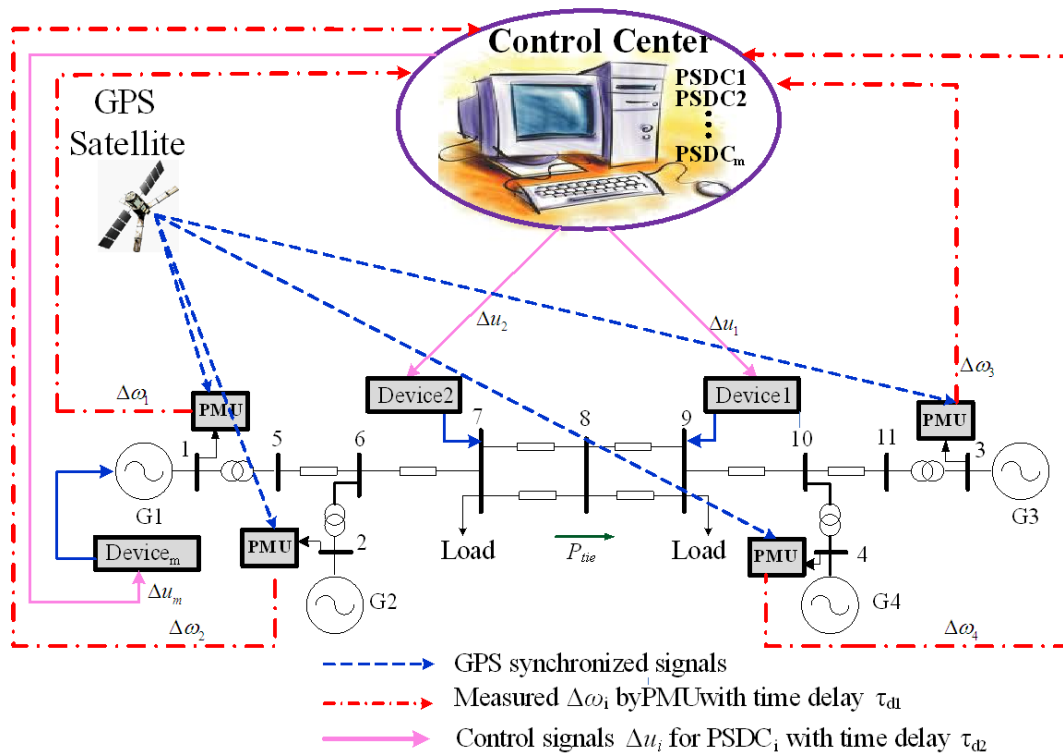 Control Center
PSDC1
PSDC2
PSDCm
GPS
Satellite
Δu2
Δu1
Δω1
Δω3
PMU
Device2
Device1
PMU
1
5
6
7
8
9
10
11
3
G1
G3
Devicem
PMU
2
Load
Ptie
Load
PMU
4
Δum
G2
G4
Δω2
Δω4
GPS synchronized signals
Measured Δωi byPMUwith time delay τd1
Control signals Δui for PSDCi with time delay τd2